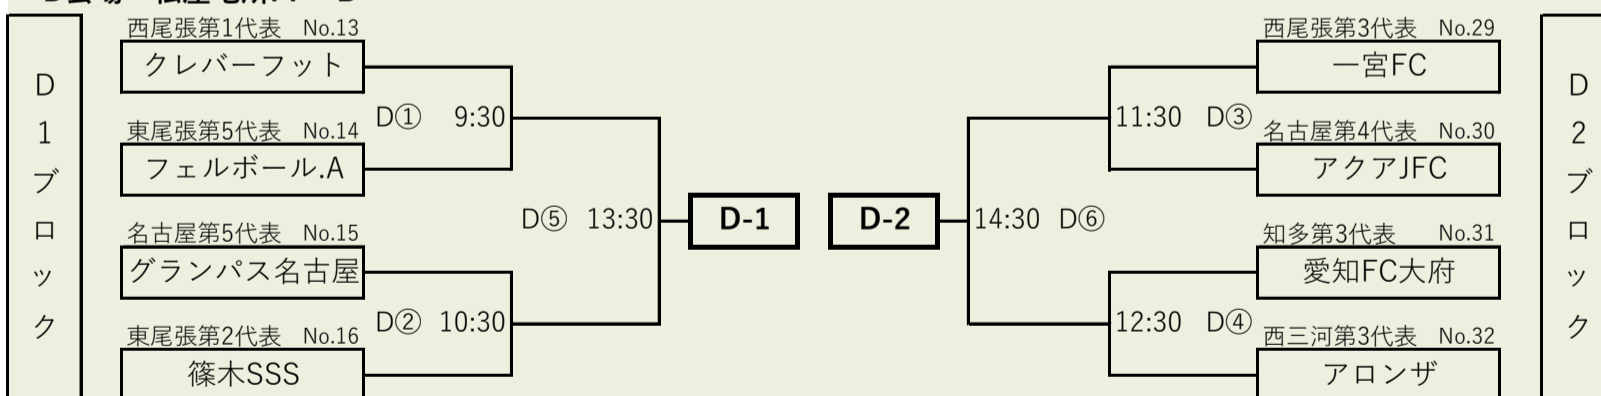 D1ブロック
西尾張第1代表 No.13
クレバーフット
D① 9:30
東尾張第5代表 No.14
フェルボール.A
D⑤ 13:30
D-1
名古屋第5代表 No.15
グランパス名古屋
D② 10:30
東尾張第2代表 No.16
篠木SSS
西尾張第3代表 No.29
一宮FC
11:30 D③
名古屋第4代表 No.30
アクアJFC
D-2
14:30 D⑥
知多第3代表 No.31
愛知FC大府
12:30 D④
西三河第3代表 No.32
アロンザ
D2ブロック